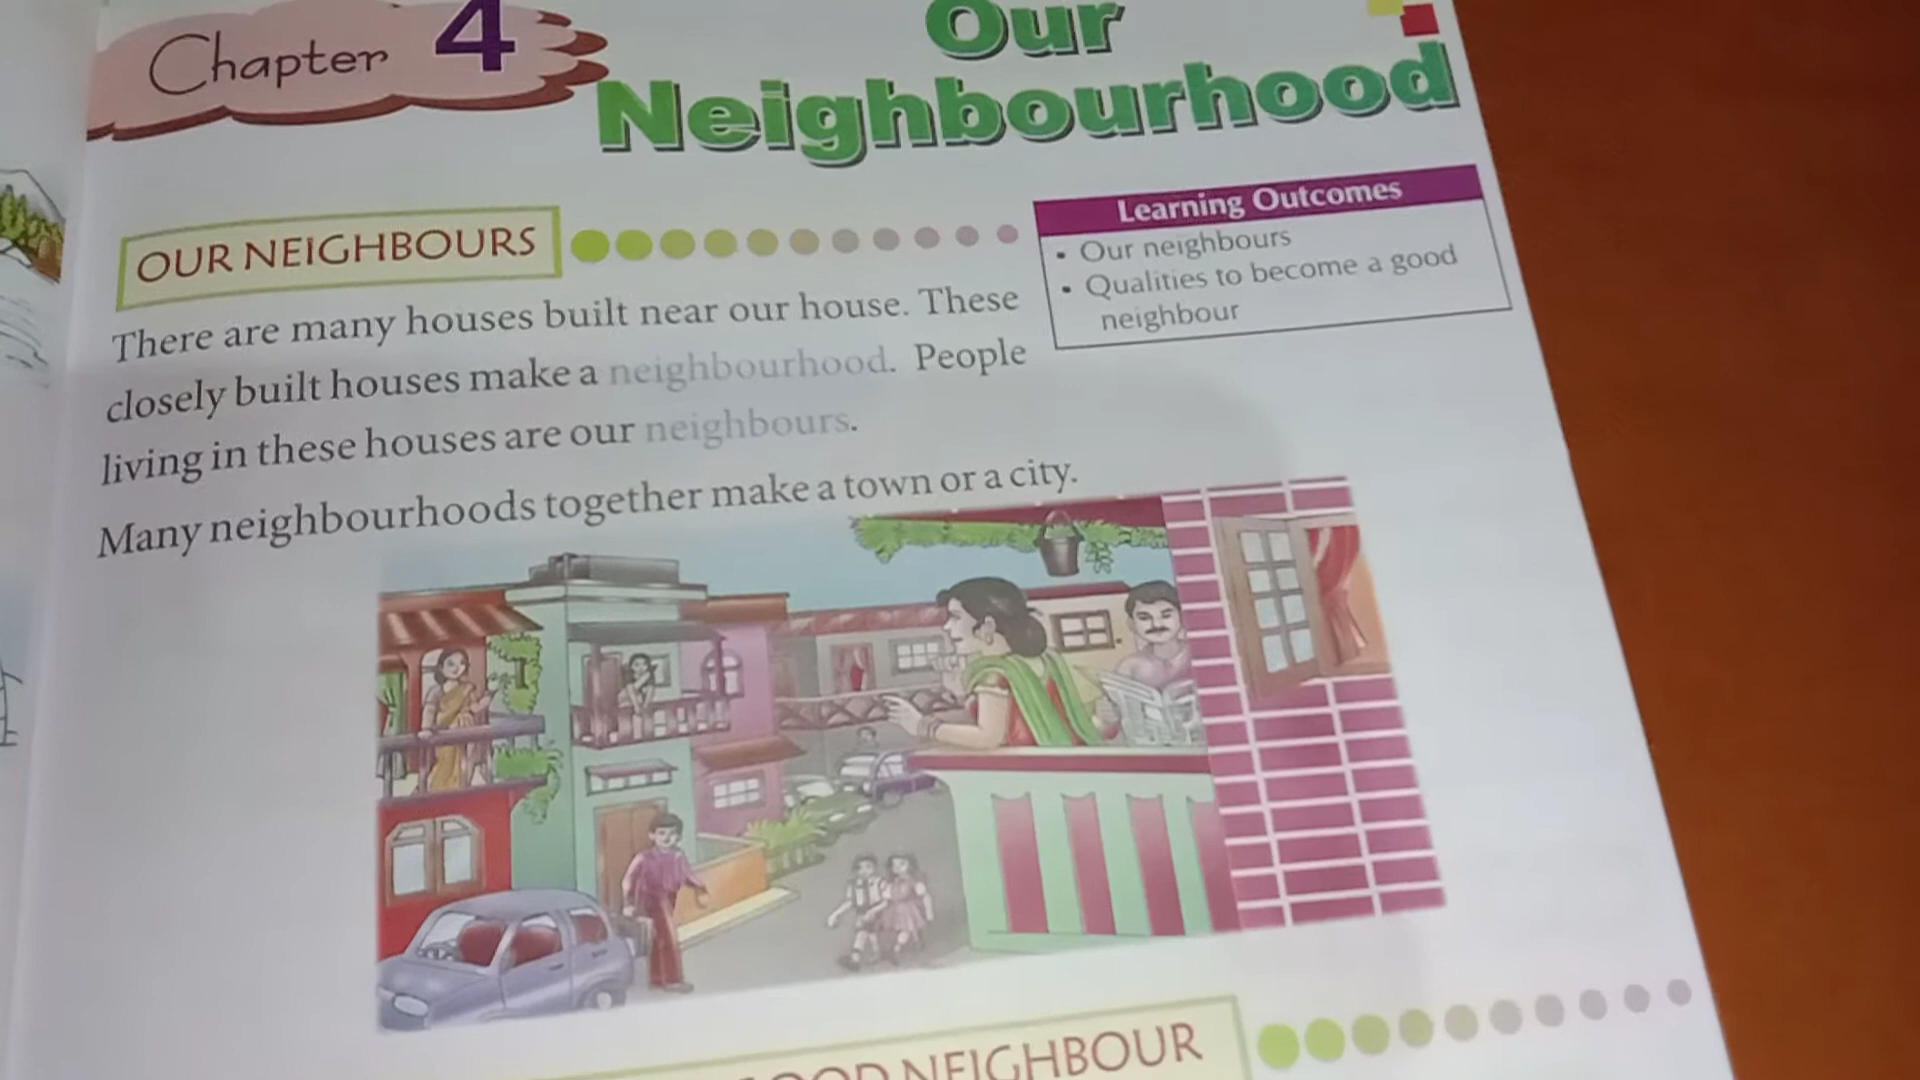 Chapter 4
Our
Neighbourhood
Learning Outcomes
• Our neighbours
• Qualities to become a good
neighbour
OUR NEIGHBOURS
There are many houses built near our house. These
closely built houses make a neighbourhood. People
living in these houses are our neighbours.
Many neighbourhoods together make a town or a city.
NEIGHBOUR